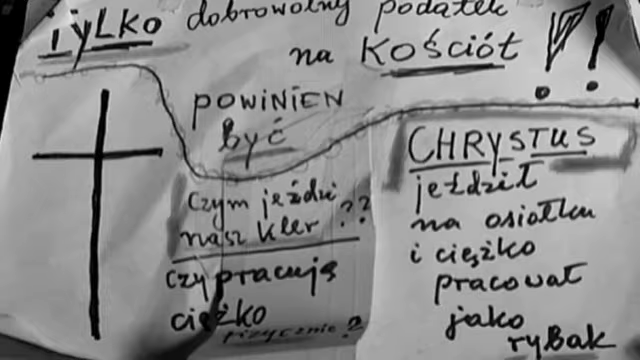 TYLKO dobrowolny podatek
na KOŚCIÓŁ !!
POWINIEN
być
czym jeździ
nasz kler ??
czy pracują
ciężko
fizycznie?
CHRYSTUS
jeździł
na osiołku
i ciężko
pracował
jako
rybak